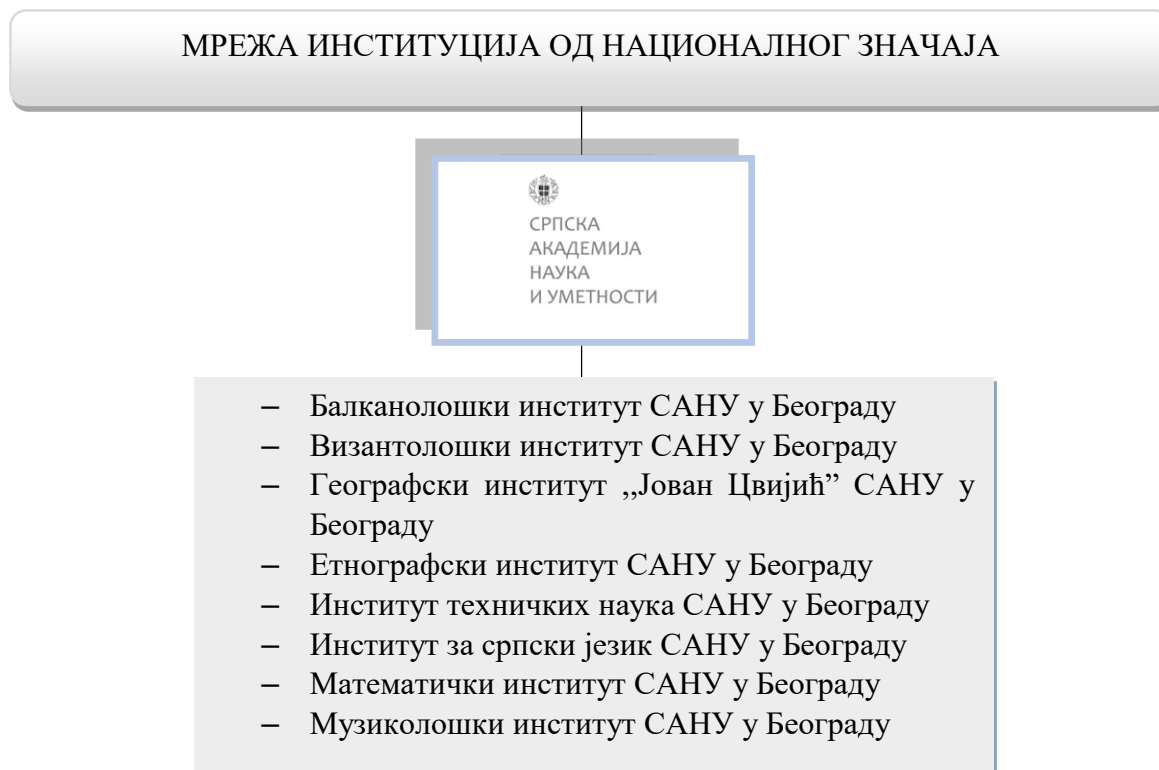 МРЕЖА ИНСТИТУЦИЈА ОД НАЦИОНАЛНОГ ЗНАЧАЈА
СРПСКА
АКАДЕМИЈА
НАУКА
И УМЕТНОСТИ
– Балканолошки институт САНУ у Београду
– Византолошки институт САНУ у Београду
– Географски институт ,,Јован Цвијић” САНУ у
Београду
– Етнографски институт САНУ у Београду
– Институт техничких наука САНУ у Београду
– Институт за српски језик САНУ у Београду
– Математички институт САНУ у Београду
– Музиколошки институт САНУ у Београду